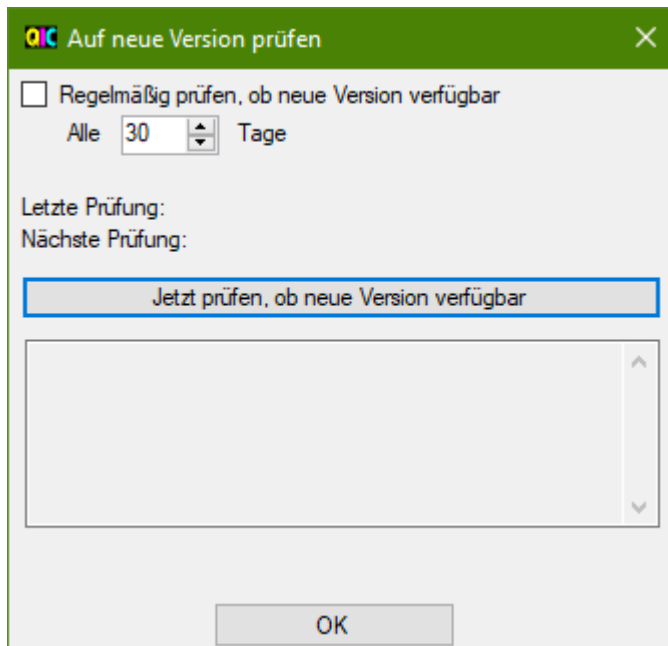 QIC Auf neue Version prüfen
Regelmäßig prüfen, ob neue Version verfügbar
Alle 30 Tage
Letzte Prüfung:
Nächste Prüfung:
Jetzt prüfen, ob neue Version verfügbar
OK